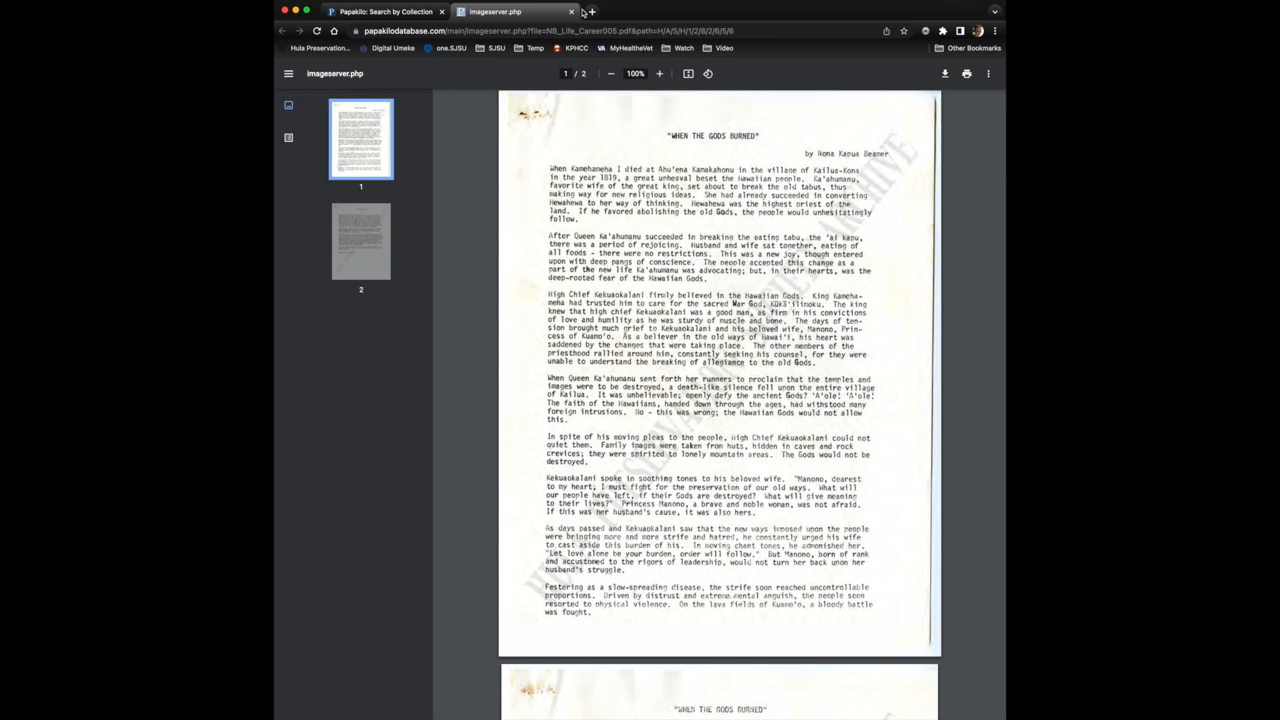 Papakilo: Search by Collection
imageserver.php
papakilodatabase.com/main/imageserver.php?file=NB_Life_Career005.pdf&path=H/A/S/H/1/2/8/2/6/5/6
Hula Preservation...
Digital Umeke
one.SJSU
SJSU
Temp
KPHCC
MyHealtheVet
Watch
Video
Other Bookmarks
imageserver.php
1 / 2
100%
1
2
"WHEN THE GODS BURNED"
by Nona Kapua Beamer
When Kamehameha I died at Ahu'ena Kamakahonu in the village of Kailua-Kona
in the year 1819, a great unheaval beset the Hawaiian people. Ka'ahumanu,
favorite wife of the great king, set about to break the old tabus, thus
making way for new religious ideas. She had already succeeded in converting
Hewahewa to her way of thinking. Hewahewa was the highest priest of the
land. If he favored abolishing the old Gods, the people would unhesitatingly
follow.
After Queen Ka'ahumanu succeeded in breaking the eating tabu, the 'ai kapu,
there was a period of rejoicing. Husband and wife sat together, eating of
all foods - there were no restrictions. This was a new joy, though entered
upon with deep pangs of conscience. The people accepted this change as a
part of the new life Ka'ahumanu was advocating; but, in their hearts, was the
deep-rooted fear of the Hawaiian Gods.
High Chief Kekuaokalani firmly believed in the Hawaiian Gods. King Kameha-
meha had trusted him to care for the sacred War God, Kūkā'ilimoku. The king
knew that high chief Kekuaokalani was a good man, as firm in his convictions
of love and humility as he was sturdy of muscle and bone. The days of ten-
sion brought much grief to Kekuaokalani and his beloved wife, Manono, Prin-
cess of Kuamo'o. As a believer in the old ways of Hawai'i, his heart was
saddened by the changes that were taking place. The other members of the
priesthood rallied around him, constantly seeking his counsel, for they were
unable to understand the breaking of allegiance to the old Gods.
When Queen Ka'ahumanu sent forth her runners to proclaim that the temples and
images were to be destroyed, a death-like silence fell upon the entire village
of Kailua. It was unbelievable; openly defy the ancient Gods? 'A'ole! 'A'ole!
The faith of the Hawaiians, handed down through the ages, had withstood many
foreign intrusions. No - this was wrong; the Hawaiian Gods would not allow
this.
In spite of his moving pleas to the people, High Chief Kekuaokalani could not
quiet them. Family images were taken from huts, hidden in caves and rock
crevices; they were spirited to lonely mountain areas. The Gods would not be
destroyed.
Kekuaokalani spoke in soothing tones to his beloved wife. "Manono, dearest
to my heart; I must fight for the preservation of our old ways. What will
our people have left, if their Gods are destroyed? What will give meaning
to their lives?" Princess Manono, a brave and noble woman, was not afraid.
If this was her husband's cause, it was also hers.
As days passed and Kekuaokalani saw that the new ways imposed upon the people
were bringing more and more strife and hatred, he constantly urged his wife
to cast aside this burden of his. In moving chant tones, he admonished her,
"Let love alone be your burden, order will follow." But Manono, born of rank
and accustomed to the rigors of leadership, would not turn her back upon her
husband's struggle.
Festering as a slow-spreading disease, the strife soon reached uncontrollable
proportions. Driven by distrust and extreme mental anguish, the people soon
resorted to physical violence. On the lava fields of Kuamo'o, a bloody battle
was fought.
"WHEN THE GODS BURNED"